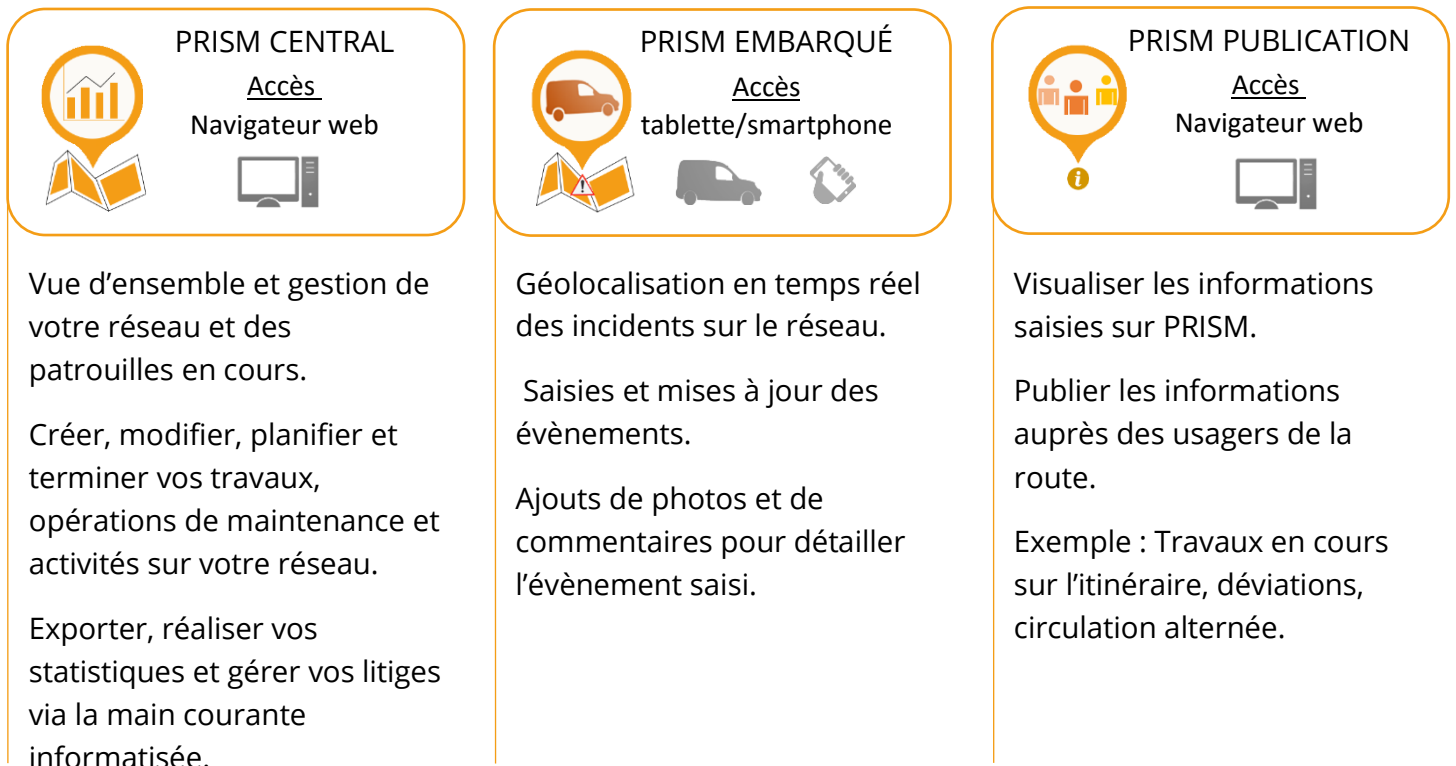 PRISM CENTRAL
Accès
Navigateur web
Vue d’ensemble et gestion de
votre réseau et des
patrouilles en cours.
Créer, modifier, planifier et
terminer vos travaux,
opérations de maintenance et
activités sur votre réseau.
Exporter, réaliser vos
statistiques et gérer vos litiges
via la main courante
informatisée.
PRISM EMBARQUÉ
Accès
tablette/smartphone
!
Géolocalisation en temps réel
des incidents sur le réseau.
Saisies et mises à jour des
évènements.
Ajouts de photos et de
commentaires pour détailler
l’évènement saisi.
PRISM PUBLICATION
Accès
Navigateur web
i
Visualiser les informations
saisies sur PRISM.
Publier les informations
auprès des usagers de la
route.
Exemple : Travaux en cours
sur l’itinéraire, déviations,
circulation alternée.